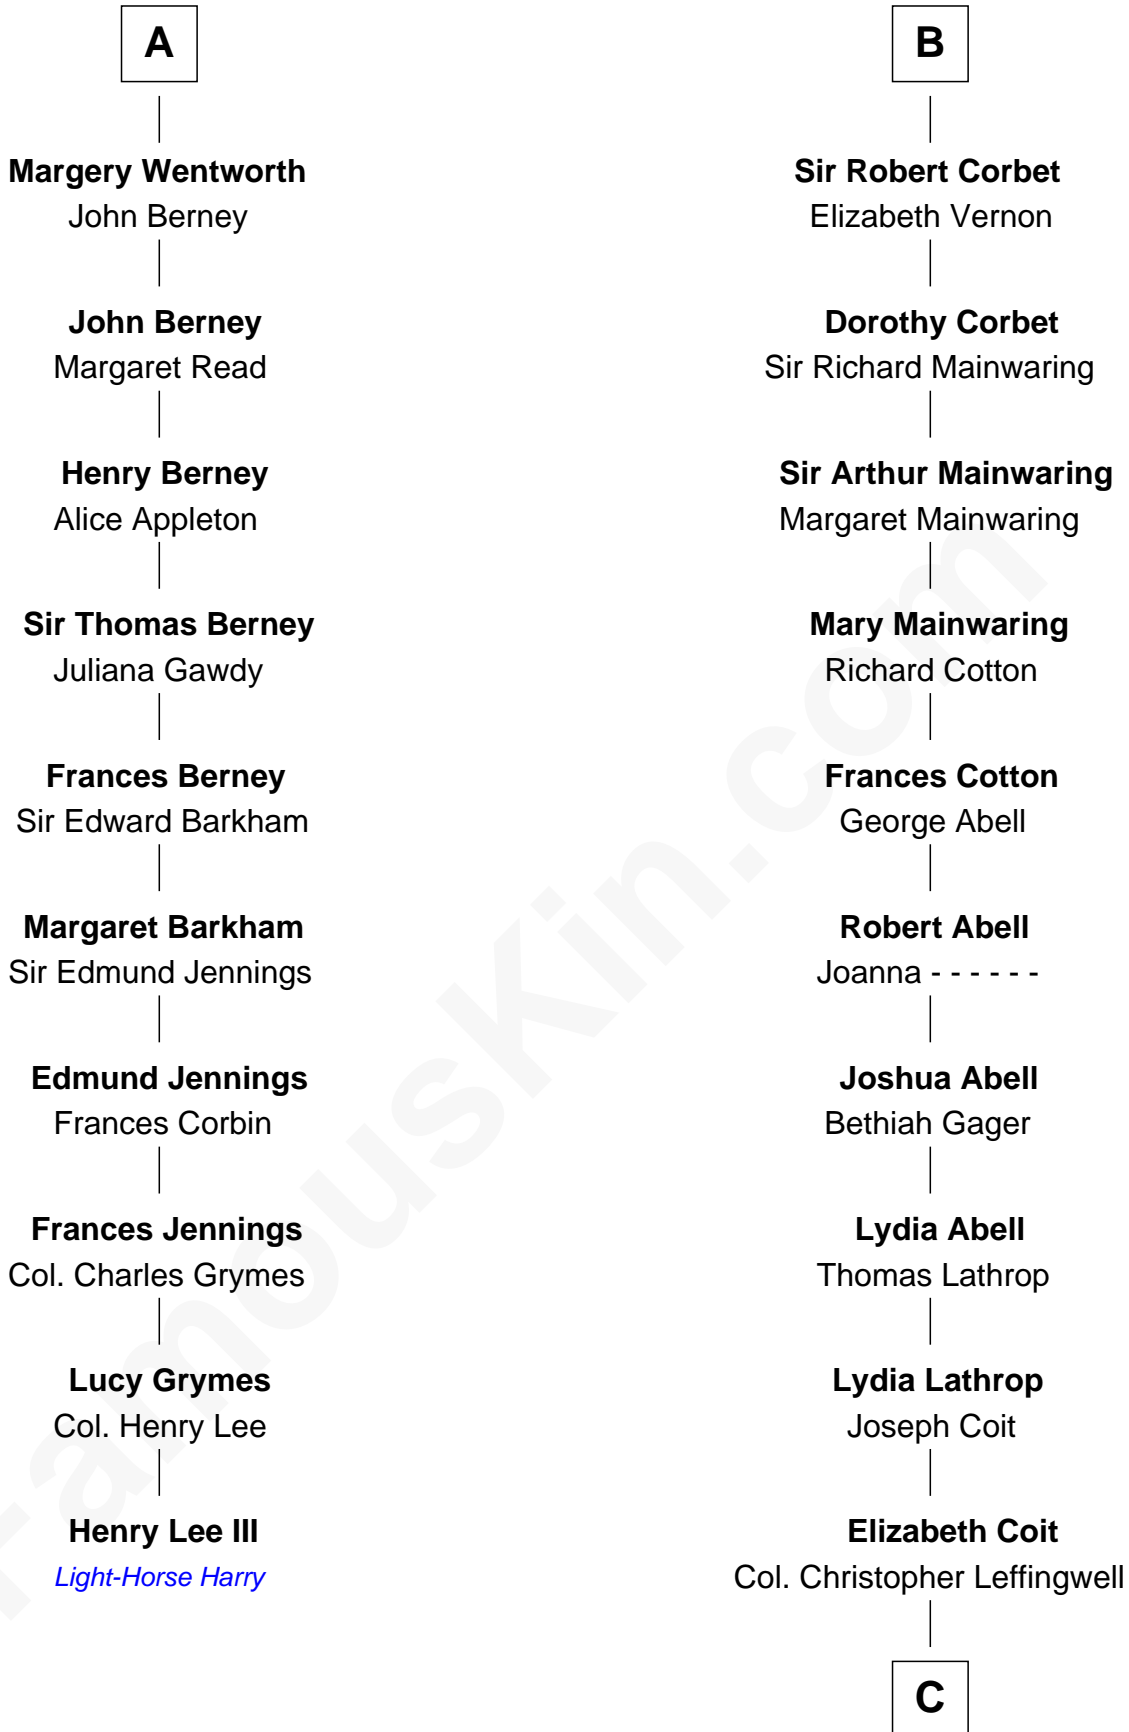 A
Margery Wentworth
John Berney
John Berney
Margaret Read
Henry Berney
Alice Appleton
Sir Thomas Berney
Juliana Gawdy
Frances Berney
Sir Edward Barkham
Margaret Barkham
Sir Edmund Jennings
Edmund Jennings
Frances Corbin
Frances Jennings
Col. Charles Grymes
Lucy Grymes
Col. Henry Lee
Henry Lee III
Light-Horse Harry
B
Sir Robert Corbet
Elizabeth Vernon
Dorothy Corbet
Sir Richard Mainwaring
Sir Arthur Mainwaring
Margaret Mainwaring
Mary Mainwaring
Richard Cotton
Frances Cotton
George Abell
Robert Abell
Joanna - - - - - -
Joshua Abell
Bethiah Gager
Lydia Abell
Thomas Lathrop
Lydia Lathrop
Joseph Coit
Elizabeth Coit
Col. Christopher Leffingwell
C
FamousKin.com